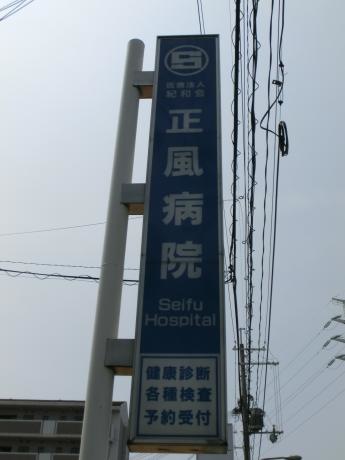 医療法人
紀和会
正風病院
Seifu
Hospital
健康診断
各種検査
予約受付